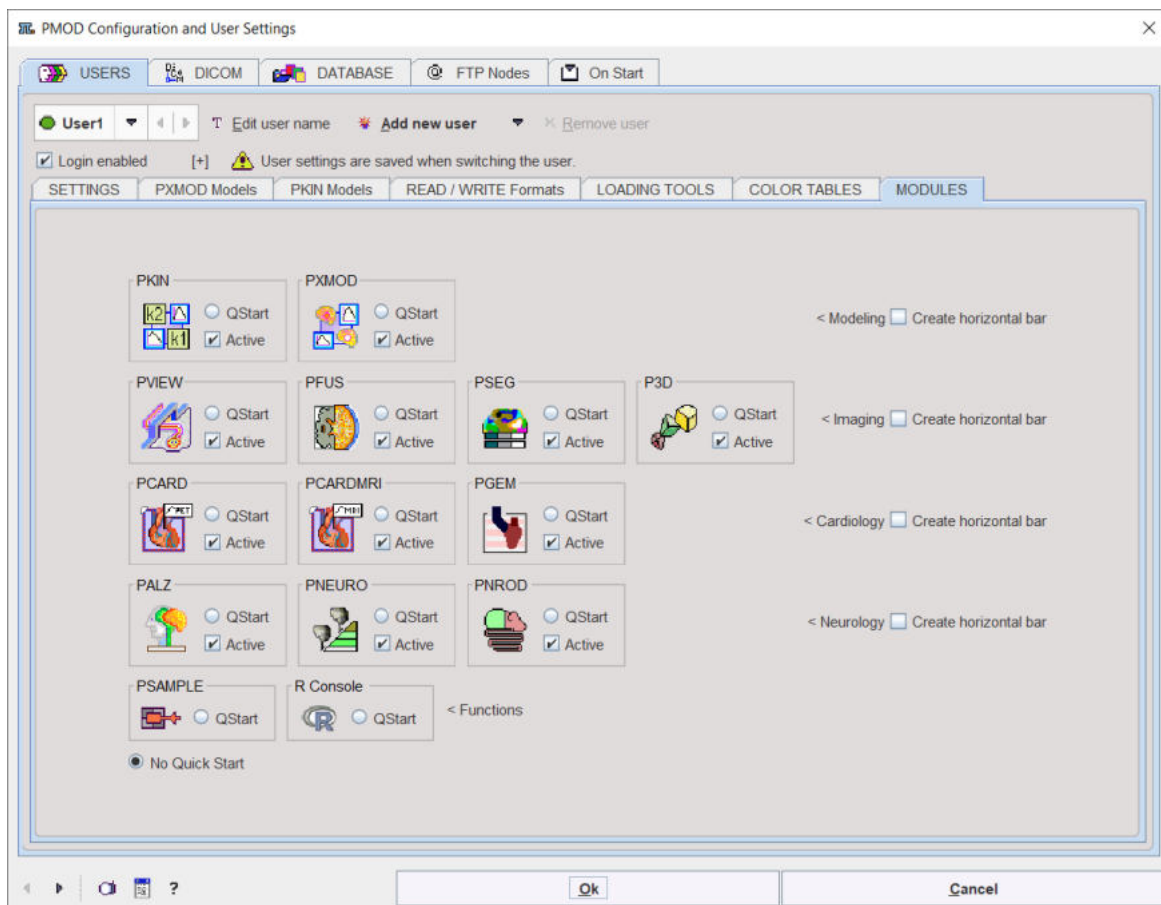 PMOD Configuration and User Settings
USERS DICOM DATABASE FTP Nodes On Start
User1 T Edit user name Add new user Remove user
Login enabled [+] User settings are saved when switching the user.
SETTINGS PXMOD Models PKIN Models READ / WRITE Formats LOADING TOOLS COLOR TABLES MODULES
PKIN PXMOD
k2 QStart QStart
k1 Active Active
< Modeling Create horizontal bar
PVIEW PFUS PSEG P3D
QStart QStart QStart QStart
Active Active Active Active
< Imaging Create horizontal bar
PCARD PCARDMRI PGEM
PET QStart MRI QStart QStart
Active Active Active
< Cardiology Create horizontal bar
PALZ PNEURO PNROD
QStart QStart QStart
Active Active Active
< Neurology Create horizontal bar
PSAMPLE R Console
QStart R QStart < Functions
No Quick Start
? Ok Cancel